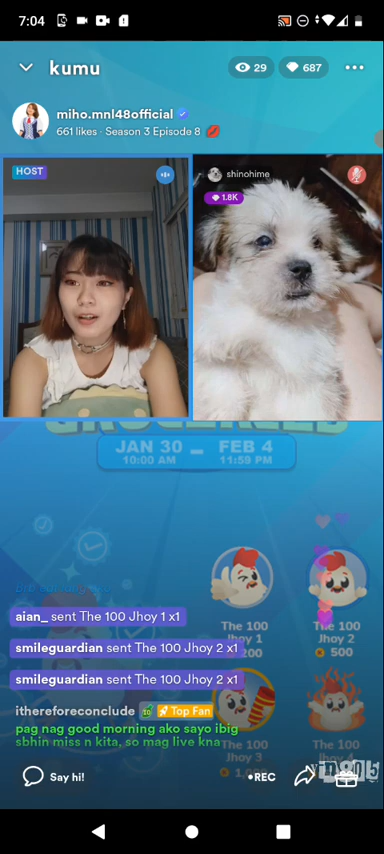 7:04
kumu
29
687
miho.mnl48official
661 likes · Season 3 Episode 8
HOST
shinohime
1.8K
JAN 30 – FEB 4
10:00 AM 11:59 PM
aian_ sent The 100 Jhoy 1 x1
smileguardian sent The 100 Jhoy 2 x1
smileguardian sent The 100 Jhoy 2 x1
ithereforeconclude Top Fan
pag nag good morning ako sayo ibig
sbhin miss n kita, so mag live kna
The 100 Jhoy 1
200
The 100 Jhoy 2
500
The 100 Jhoy 3
The 100
Say hi!
•REC